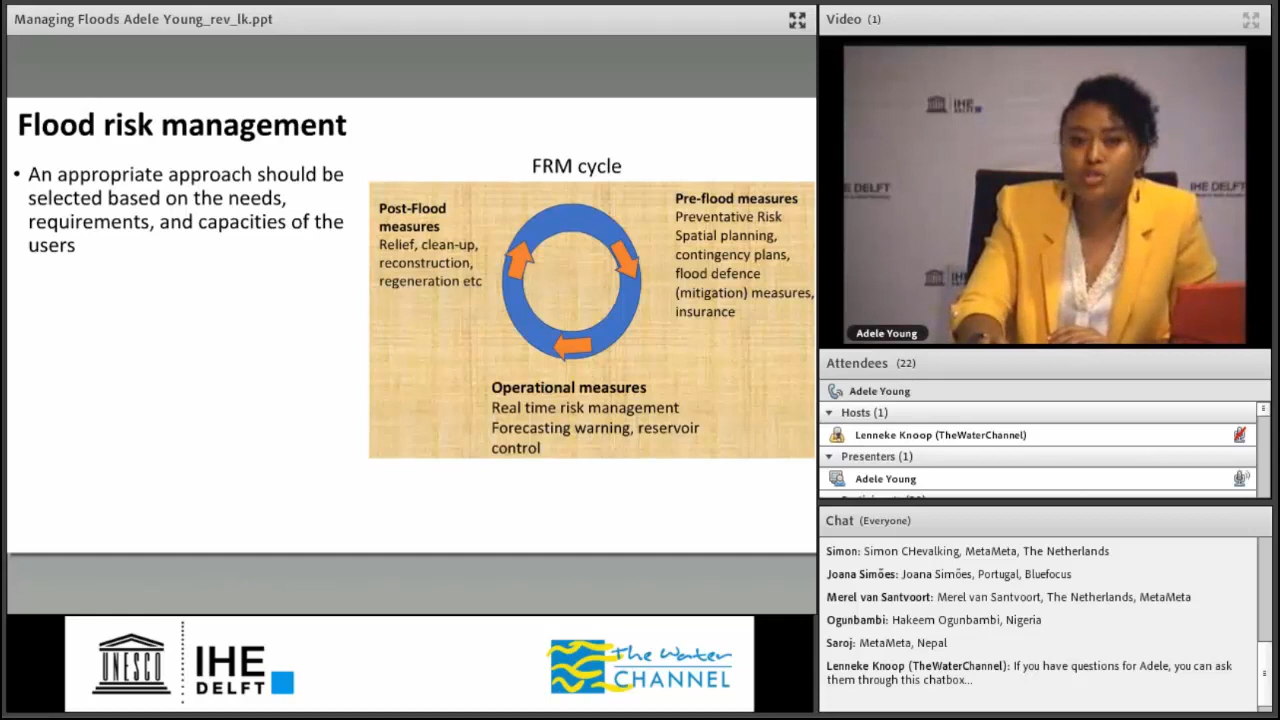 Managing Floods Adele Young_rev_lk.ppt
Flood risk management
• An appropriate approach should be
selected based on the needs,
requirements, and capacities of the
users
FRM cycle
Post-Flood
measures
Relief, clean-up,
reconstruction,
regeneration etc
Pre-flood measures
Preventative Risk
Spatial planning,
contingency plans,
flood defence
(mitigation) measures,
insurance
Operational measures
Real time risk management
Forecasting warning, reservoir
control
UNESCO
IHE
DELFT
The Water
CHANNEL
Video (1)
IHE
DELFT
IHE DELFT
Adele Young
Attendees (22)
Adele Young
Hosts (1)
Lenneke Knoop (TheWaterChannel)
Presenters (1)
Adele Young
Chat (Everyone)
Simon: Simon CHevalking, MetaMeta, The Netherlands
Joana Simões: Joana Simões, Portugal, Bluefocus
Merel van Santvoort: Merel van Santvoort, The Netherlands, MetaMeta
Ogunbambi: Hakeem Ogunbambi, Nigeria
Saroj: MetaMeta, Nepal
Lenneke Knoop (TheWaterChannel): If you have questions for Adele, you can ask
them through this chatbox...